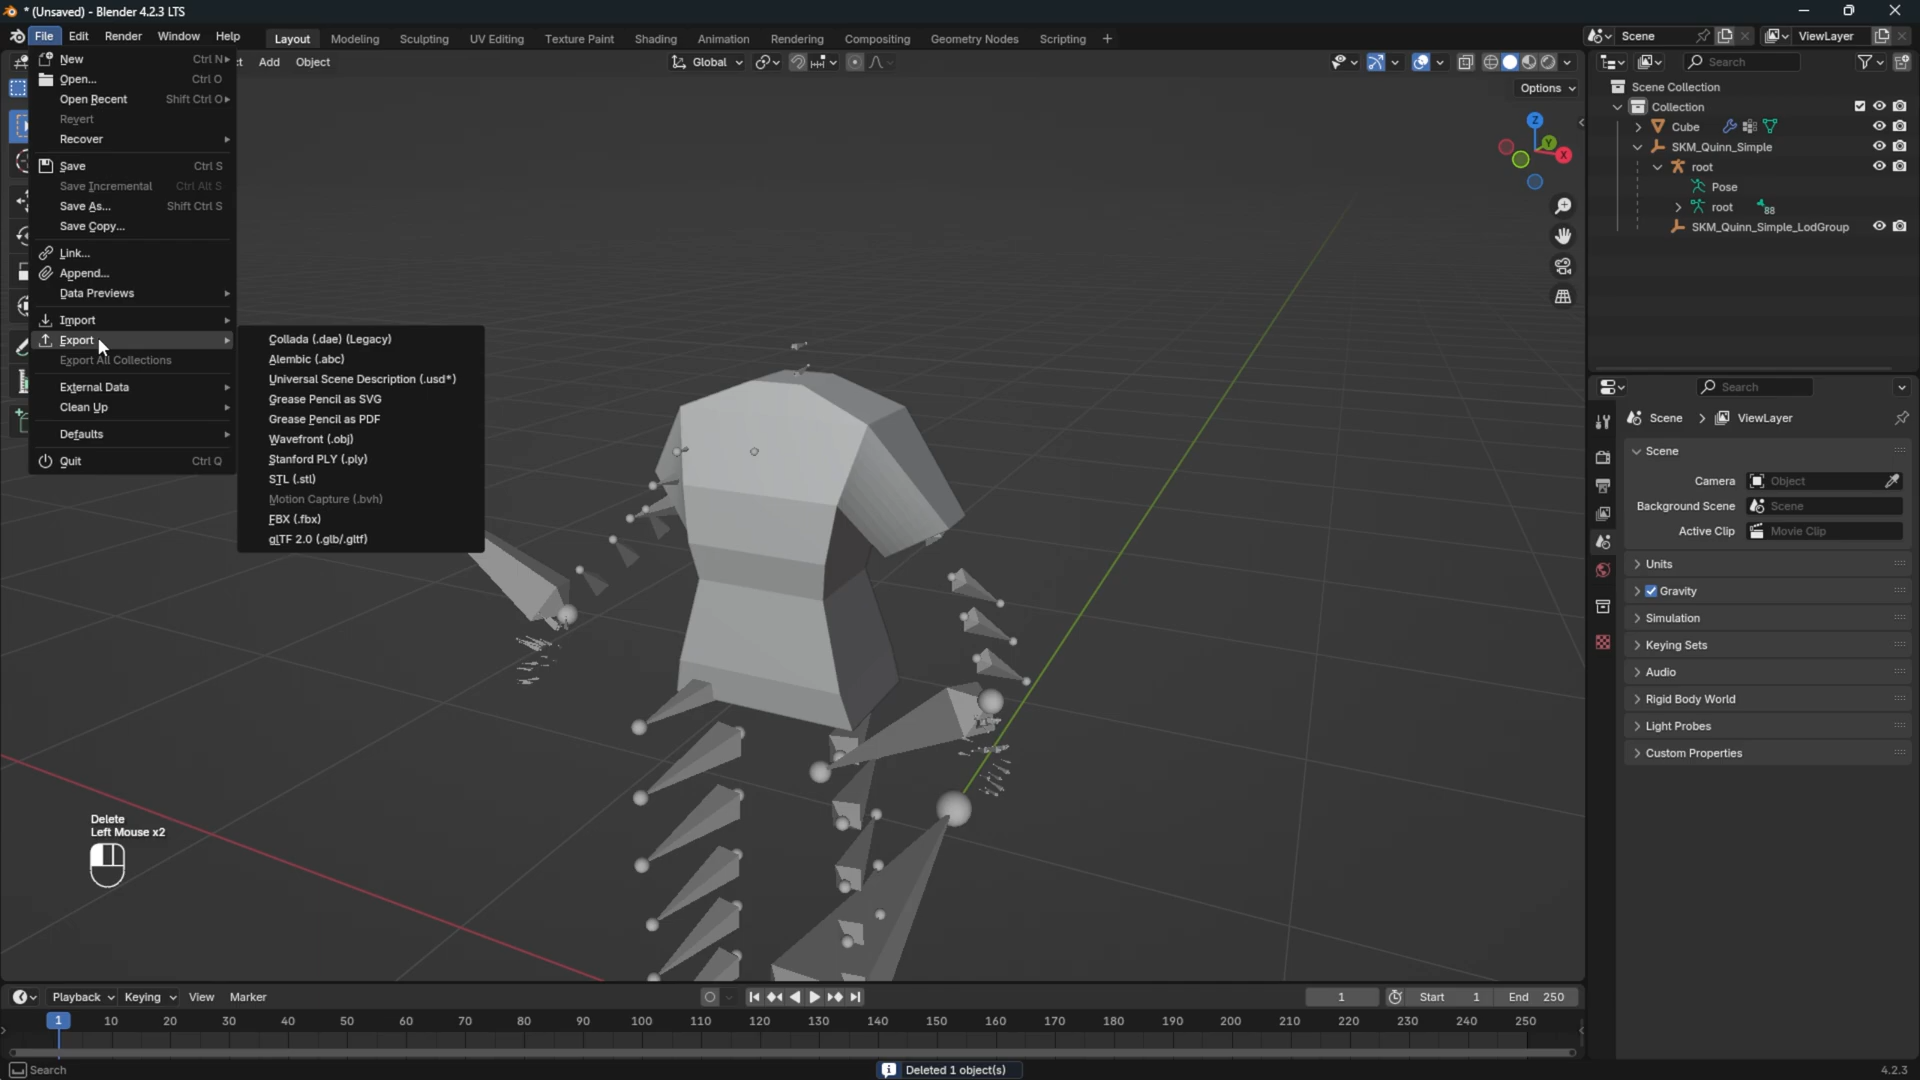 * (Unsaved) - Blender 4.2.3 LTS
File Edit Render Window Help Layout Modeling Sculpting UV Editing Texture Paint Shading Animation Rendering Compositing Geometry Nodes Scripting + Scene ViewLayer
Add Object Global Search
Options
New Ctrl N
Open... Ctrl O
Open Recent Shift Ctrl O
Revert
Recover
Save Ctrl S
Save Incremental Ctrl Alt S
Save As... Shift Ctrl S
Save Copy...
Link...
Append...
Data Previews
Import
Export
Export All Collections
External Data
Clean Up
Defaults
Quit Ctrl Q
Collada (.dae) (Legacy)
Alembic (.abc)
Universal Scene Description (.usd*)
Grease Pencil as SVG
Grease Pencil as PDF
Wavefront (.obj)
Stanford PLY (.ply)
STL (.stl)
Motion Capture (.bvh)
FBX (.fbx)
glTF 2.0 (.glb/.gltf)
Z
Y
X
Scene Collection
Collection
Cube
SKM_Quinn_Simple
root
Pose
root 88
SKM_Quinn_Simple_LodGroup
Search
Scene > ViewLayer
Scene
Camera Object
Background Scene Scene
Active Clip Movie Clip
Units
Gravity
Simulation
Keying Sets
Audio
Rigid Body World
Light Probes
Custom Properties
Delete
Left Mouse x2
Playback Keying View Marker 1 Start 1 End 250
1 10 20 30 40 50 60 70 80 90 100 110 120 130 140 150 160 170 180 190 200 210 220 230 240 250
Search Deleted 1 object(s) 4.2.3